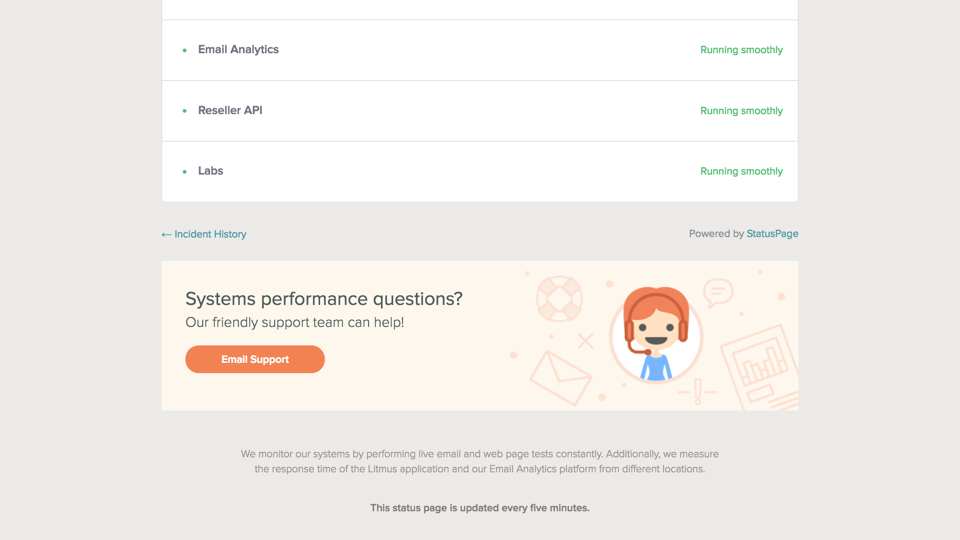 Email Analytics
Running smoothly
Reseller API
Running smoothly
Labs
Running smoothly
← Incident History
Powered by StatusPage
Systems performance questions?
Our friendly support team can help!
Email Support
We monitor our systems by performing live email and web page tests constantly. Additionally, we measure
the response time of the Litmus application and our Email Analytics platform from different locations.
This status page is updated every five minutes.